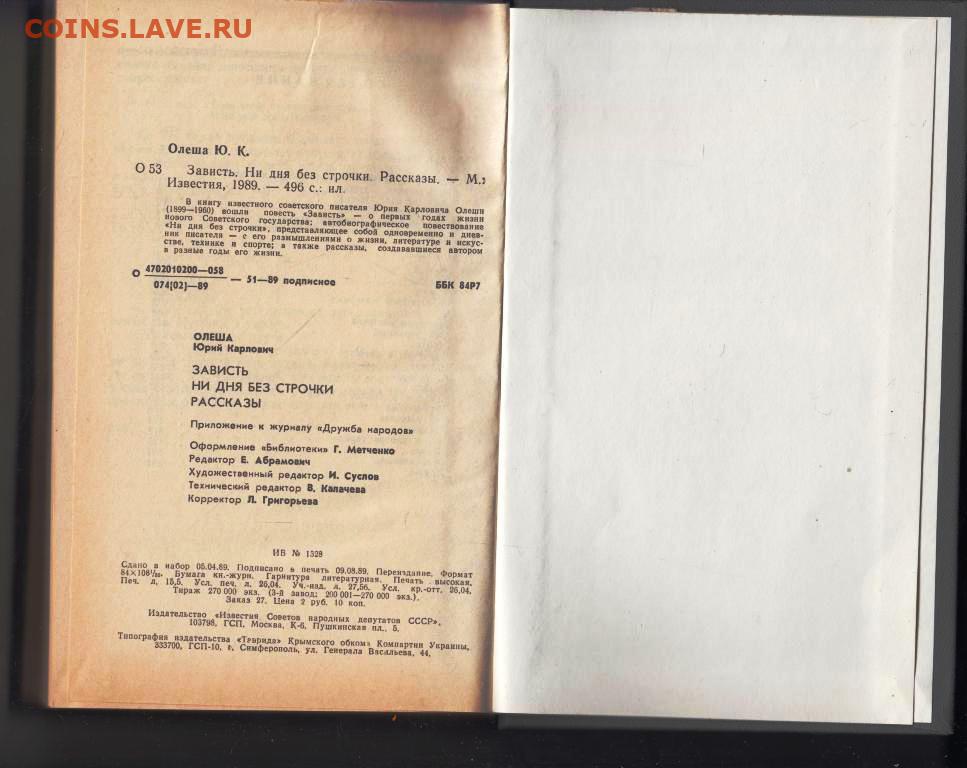 COINS.LAVE.RU
Олеша Ю. К.
О 53 Зависть. Ни дня без строчки. Рассказы. — М.:
Известия, 1989. — 496 с.: ил.
В книгу известного советского писателя Юрия Карловича Олеши
(1899—1960) вошли повесть «Зависть» — о первых годах жизни
нового Советского государства; автобиографическое повествование
«Ни дня без строчки», представляющее собой одновременно и днев-
ник писателя — с его размышлениями о жизни, литературе и искус-
стве, технике и спорте; а также рассказы, создававшиеся автором
в разные годы его жизни.
О 4702010200—058
074(02)—89 — 51—89 подписное ББК 84Р7
ОЛЕША
Юрий Карлович
ЗАВИСТЬ
НИ ДНЯ БЕЗ СТРОЧКИ
РАССКАЗЫ
Приложение к журналу «Дружба народов»
Оформление «Библиотеки» Г. Метченко
Редактор Е. Абрамович
Художественный редактор И. Суслов
Технический редактор В. Калачева
Корректор Л. Григорьева
ИБ № 1328
Сдано в набор 05.04.89. Подписано в печать 09.08.89. Переиздание. Формат
84×108¹/₃₂. Бумага кн.-журн. Гарнитура литературная. Печать высокая.
Печ. л. 15,5. Усл. печ. л. 26,04. Уч.-изд. л. 27,56. Усл. кр.-отт. 26,04.
Тираж 270 000 экз. (3-й завод: 200 001—270 000 экз.).
Заказ 27. Цена 2 руб. 10 коп.
Издательство «Известия Советов народных депутатов СССР»,
103798, ГСП, Москва, К-6, Пушкинская пл., 5.
Типография издательства «Таврида» Крымского обкома Компартии Украины,
333700, ГСП-10, г. Симферополь, ул. Генерала Васильева, 44.